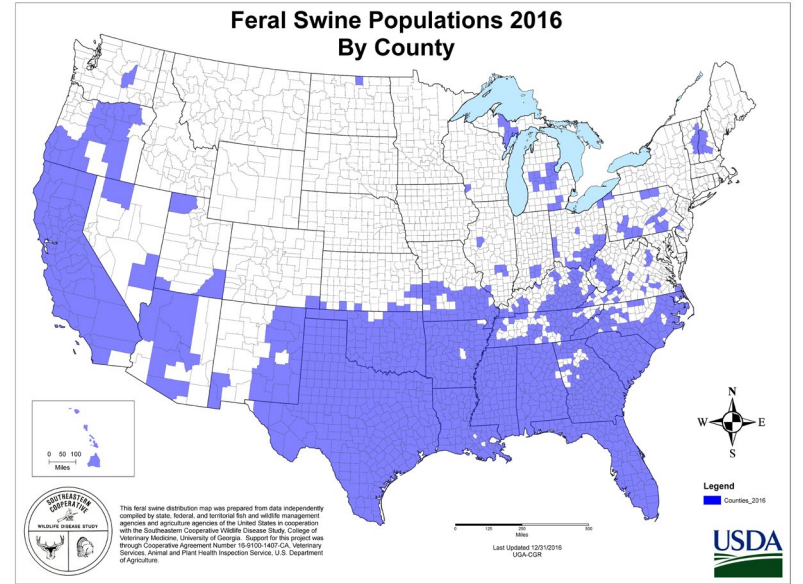 Feral Swine Populations 2016
By County
0 50 100
Miles
N
W E
S
Legend
Counties_2016
SOUTHEASTERN
COOPERATIVE
WILDLIFE DISEASE STUDY
This feral swine distribution map was prepared from data independently
compiled by state, federal, and territorial fish and wildlife management
agencies and agriculture agencies of the United States in cooperation
with the Southeastern Cooperative Wildlife Disease Study, College of
Veterinary Medicine, University of Georgia. Support for this project was
through Cooperative Agreement Number 16-9100-1407-CA, Veterinary
Services, Animal and Plant Health Inspection Service, U.S. Department
of Agriculture.
0 125 250 500
Miles
Last Updated 12/31/2016
UGA-CGR
USDA